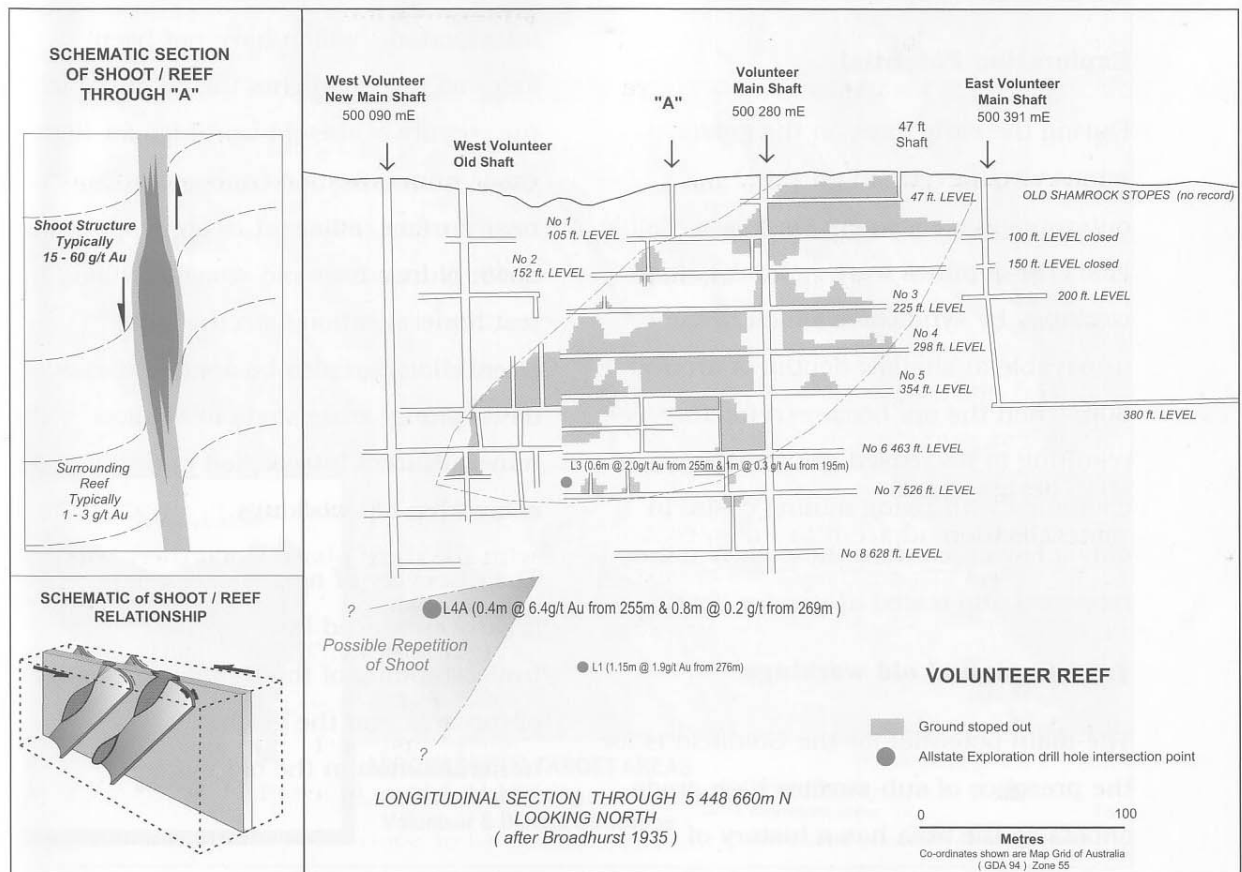 SCHEMATIC SECTION
OF SHOOT / REEF
THROUGH "A"
Shoot Structure
Typically
15 - 60 g/t Au
Surrounding
Reef
Typically
1 - 3 g/t Au
SCHEMATIC of SHOOT / REEF
RELATIONSHIP
West Volunteer
New Main Shaft
500 090 mE
West Volunteer
Old Shaft
"A"
Volunteer
Main Shaft
500 280 mE
47 ft
Shaft
East Volunteer
Main Shaft
500 391 mE
47 ft. LEVEL
OLD SHAMROCK STOPES (no record)
No 1
105 ft. LEVEL
100 ft. LEVEL closed
No 2
152 ft. LEVEL
150 ft. LEVEL closed
200 ft. LEVEL
No 3
225 ft. LEVEL
No 4
298 ft. LEVEL
No 5
354 ft. LEVEL
380 ft. LEVEL
No 6 463 ft. LEVEL
L3 (0.6m @ 2.0g/t Au from 255m & 1m @ 0.3 g/t Au from 195m)
No 7 526 ft. LEVEL
No 8 628 ft. LEVEL
?
L4A (0.4m @ 6.4g/t Au from 255m & 0.8m @ 0.2 g/t from 269m )
Possible Repetition
of Shoot
L1 (1.15m @ 1.9g/t Au from 276m)
?
VOLUNTEER REEF
Ground stoped out
Allstate Exploration drill hole intersection point
LONGITUDINAL SECTION THROUGH 5 448 660m N
LOOKING NORTH
( after Broadhurst 1935 )
0 100
Metres
Co-ordinates shown are Map Grid of Australia
( GDA 94 ) Zone 55